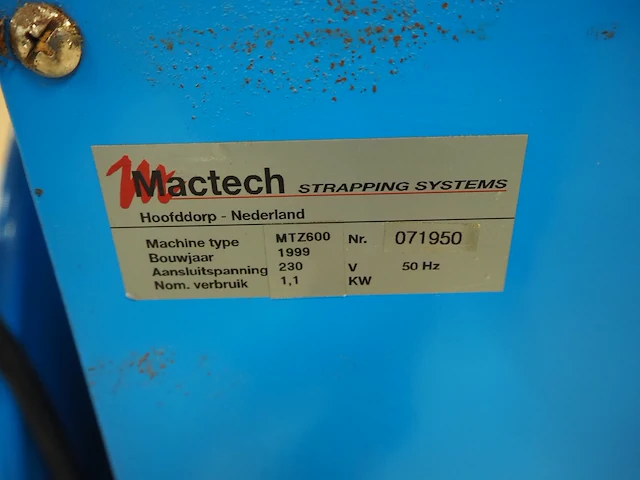 Mactech STRAPPING SYSTEMS
Hoofddorp - Nederland
Machine type MTZ600 Nr. 071950
Bouwjaar 1999
Aansluitspanning 230 V 50 Hz
Nom. verbruik 1,1 KW